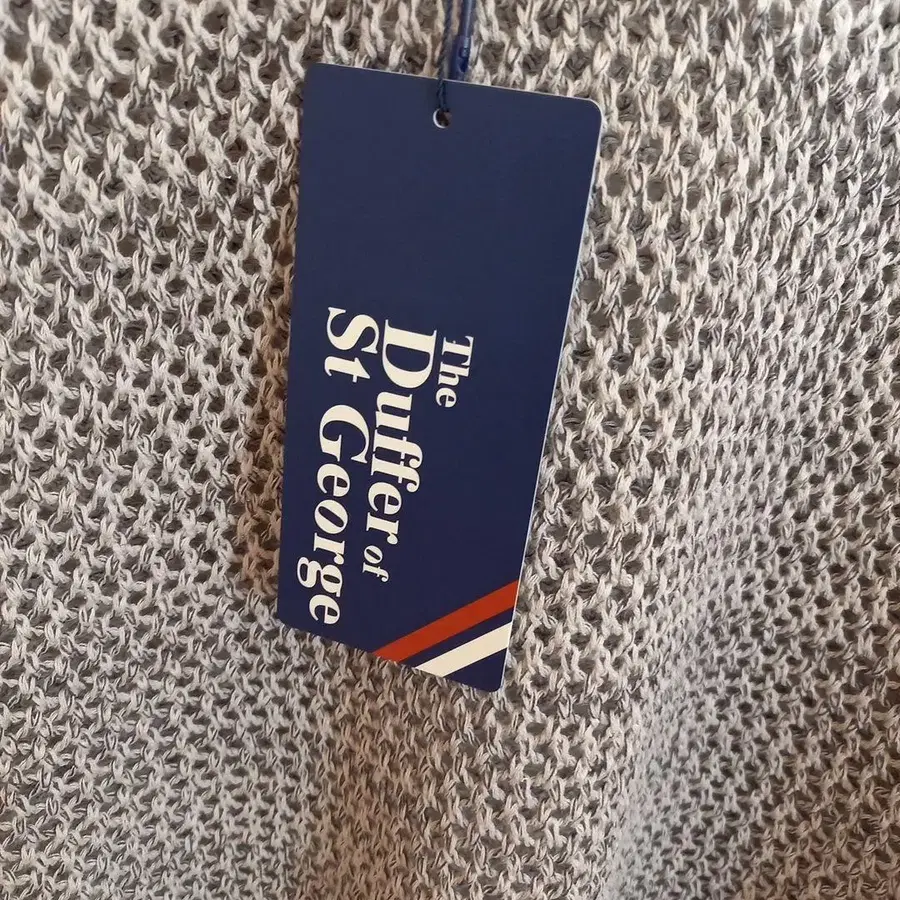 The
Duffer of
St George